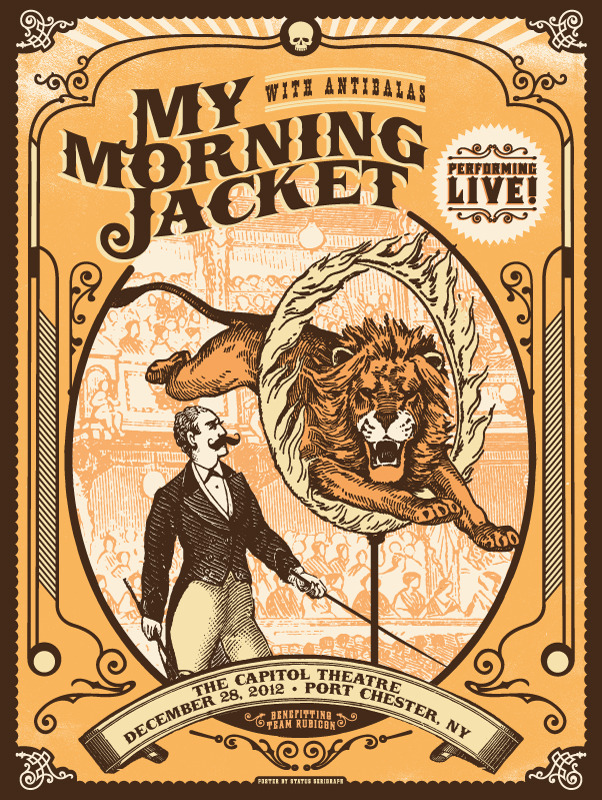 MY
WITH ANTIBALAS
MORNING
JACKET
PERFORMING
LIVE!
THE CAPITOL THEATRE
DECEMBER 28, 2012 • PORT CHESTER, NY
BENEFITTING
TEAM RUBICON
POSTER BY STATUS SERIGRAPH